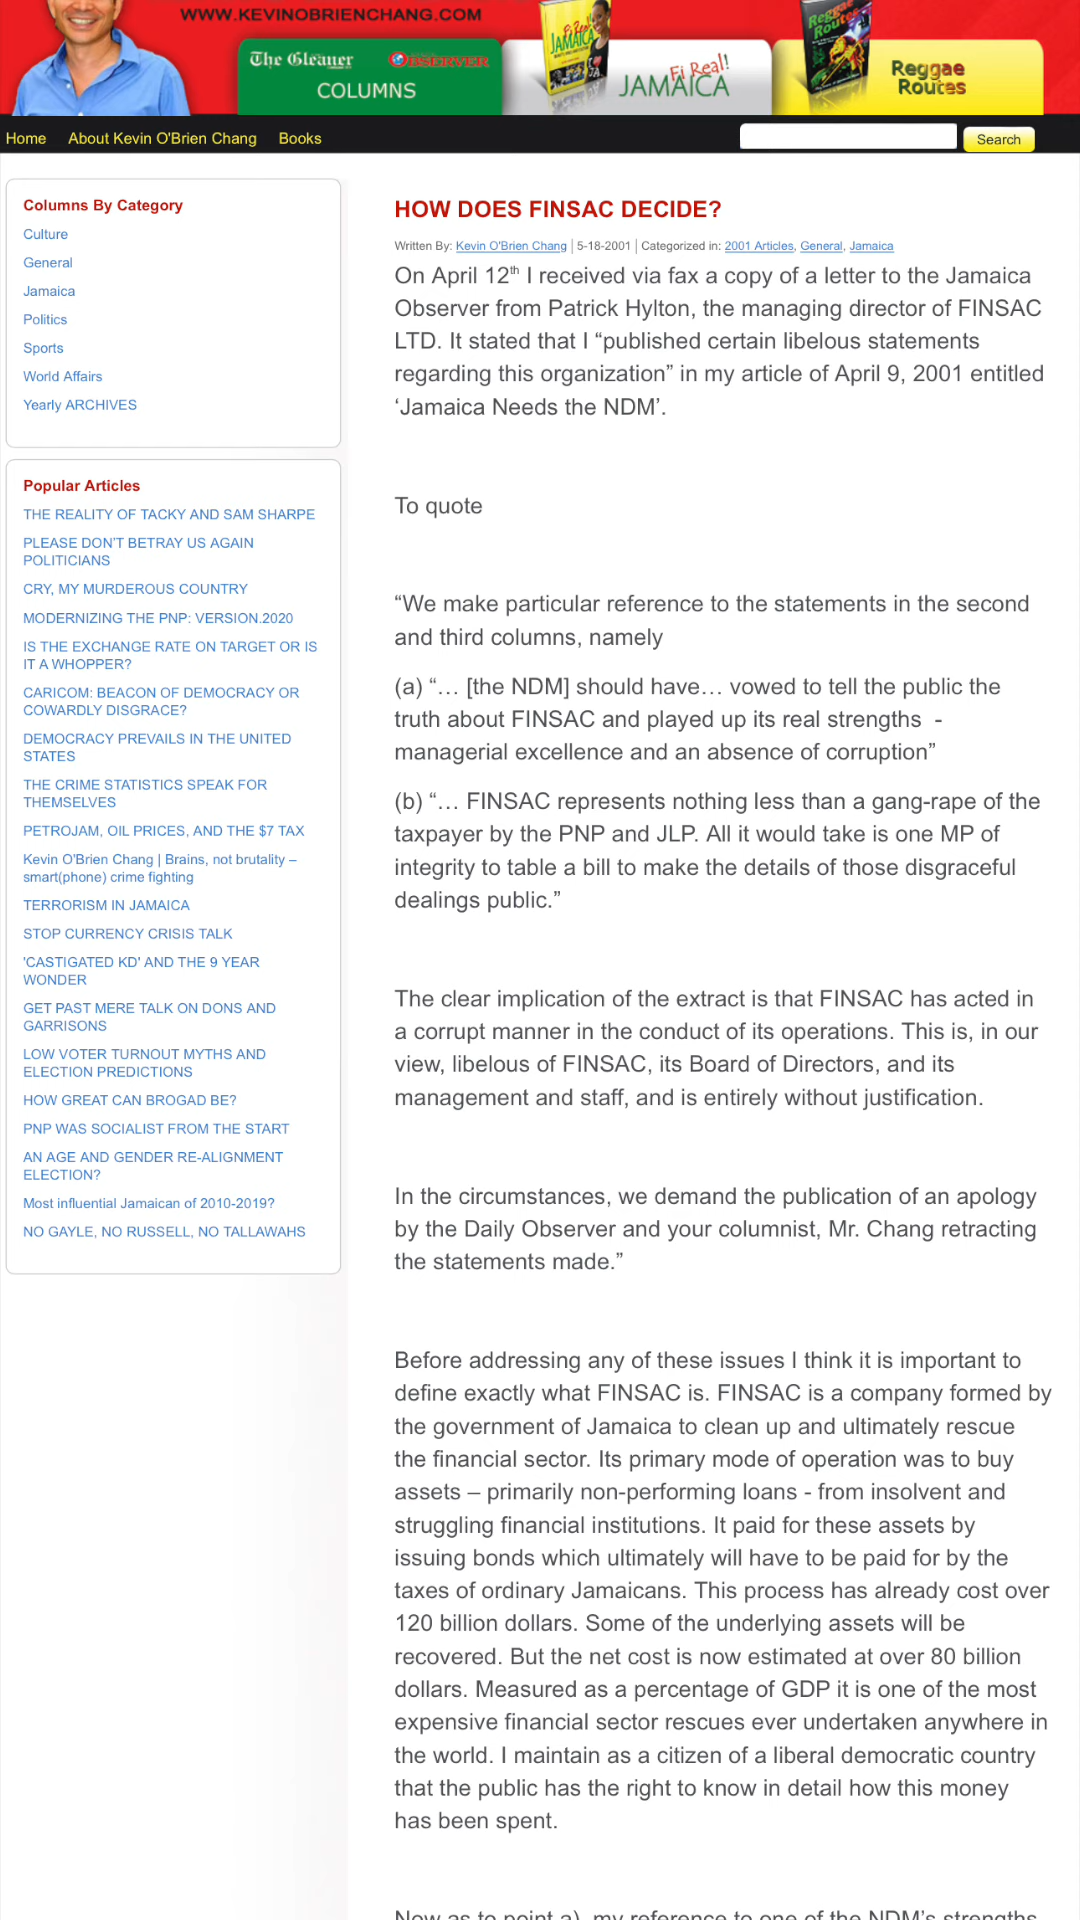 WWW.KEVINOBRIENCHANG.COM
The Gleaner OBSERVER
COLUMNS
Fi Real!
JAMAICA
Fi Real!
JAMAICA
Reggae
Routes
Reggae
Routes
Home About Kevin O'Brien Chang Books
Search
Columns By Category
Culture
General
Jamaica
Politics
Sports
World Affairs
Yearly ARCHIVES
Popular Articles
THE REALITY OF TACKY AND SAM SHARPE
PLEASE DON'T BETRAY US AGAIN
POLITICIANS
CRY, MY MURDEROUS COUNTRY
MODERNIZING THE PNP: VERSION.2020
IS THE EXCHANGE RATE ON TARGET OR IS
IT A WHOPPER?
CARICOM: BEACON OF DEMOCRACY OR
COWARDLY DISGRACE?
DEMOCRACY PREVAILS IN THE UNITED
STATES
THE CRIME STATISTICS SPEAK FOR
THEMSELVES
PETROJAM, OIL PRICES, AND THE $7 TAX
Kevin O'Brien Chang | Brains, not brutality –
smart(phone) crime fighting
TERRORISM IN JAMAICA
STOP CURRENCY CRISIS TALK
'CASTIGATED KD' AND THE 9 YEAR
WONDER
GET PAST MERE TALK ON DONS AND
GARRISONS
LOW VOTER TURNOUT MYTHS AND
ELECTION PREDICTIONS
HOW GREAT CAN BROGAD BE?
PNP WAS SOCIALIST FROM THE START
AN AGE AND GENDER RE-ALIGNMENT
ELECTION?
Most influential Jamaican of 2010-2019?
NO GAYLE, NO RUSSELL, NO TALLAWAHS
HOW DOES FINSAC DECIDE?
Written By: Kevin O'Brien Chang | 5-18-2001 | Categorized in: 2001 Articles, General, Jamaica
On April 12th I received via fax a copy of a letter to the Jamaica
Observer from Patrick Hylton, the managing director of FINSAC
LTD. It stated that I “published certain libelous statements
regarding this organization” in my article of April 9, 2001 entitled
‘Jamaica Needs the NDM’.
To quote
“We make particular reference to the statements in the second
and third columns, namely
(a) “… [the NDM] should have… vowed to tell the public the
truth about FINSAC and played up its real strengths -
managerial excellence and an absence of corruption”
(b) “… FINSAC represents nothing less than a gang-rape of the
taxpayer by the PNP and JLP. All it would take is one MP of
integrity to table a bill to make the details of those disgraceful
dealings public.”
The clear implication of the extract is that FINSAC has acted in
a corrupt manner in the conduct of its operations. This is, in our
view, libelous of FINSAC, its Board of Directors, and its
management and staff, and is entirely without justification.
In the circumstances, we demand the publication of an apology
by the Daily Observer and your columnist, Mr. Chang retracting
the statements made.”
Before addressing any of these issues I think it is important to
define exactly what FINSAC is. FINSAC is a company formed by
the government of Jamaica to clean up and ultimately rescue
the financial sector. Its primary mode of operation was to buy
assets – primarily non-performing loans - from insolvent and
struggling financial institutions. It paid for these assets by
issuing bonds which ultimately will have to be paid for by the
taxes of ordinary Jamaicans. This process has already cost over
120 billion dollars. Some of the underlying assets will be
recovered. But the net cost is now estimated at over 80 billion
dollars. Measured as a percentage of GDP it is one of the most
expensive financial sector rescues ever undertaken anywhere in
the world. I maintain as a citizen of a liberal democratic country
that the public has the right to know in detail how this money
has been spent.
Now as to point a), my reference to one of the NDM’s strengths